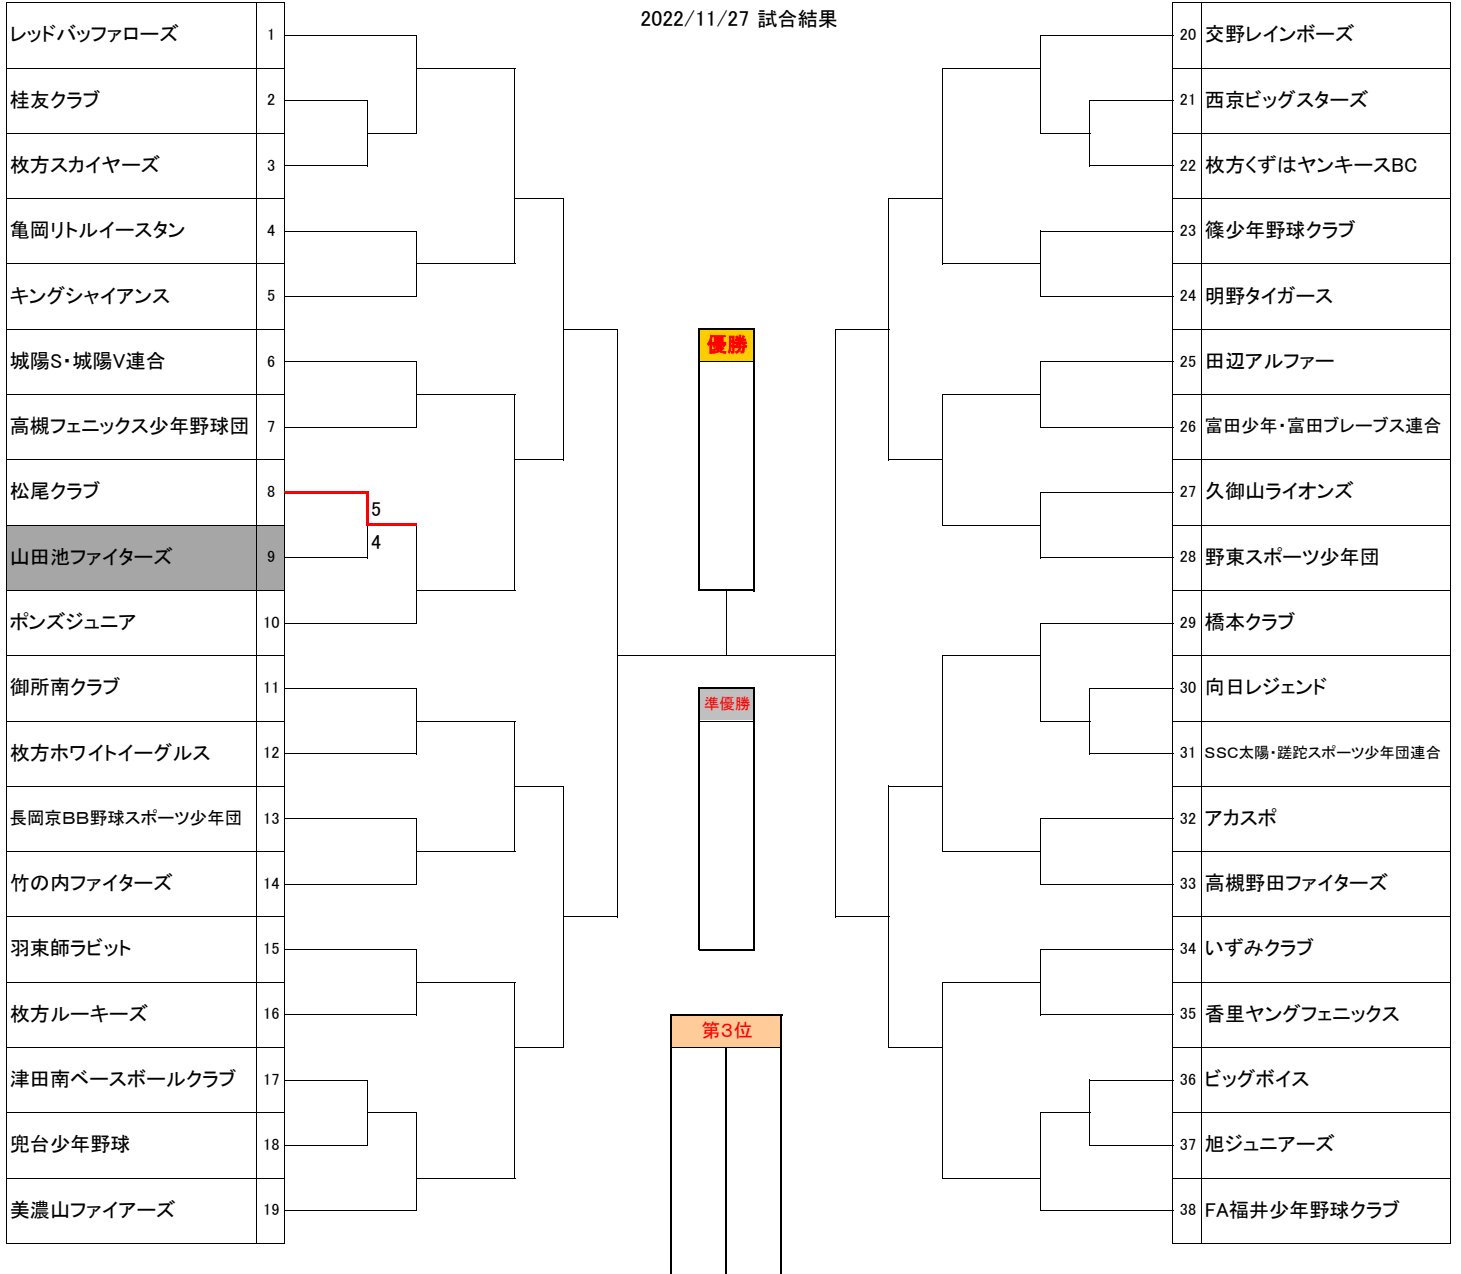 2022/11/27 試合結果
レッドバッファローズ 1
桂友クラブ 2
枚方スカイヤーズ 3
亀岡リトルイースタン 4
キングシャイアンス 5
城陽S・城陽V連合 6
高槻フェニックス少年野球団 7
松尾クラブ 8
5
4
山田池ファイターズ 9
ポンズジュニア 10
御所南クラブ 11
枚方ホワイトイーグルス 12
長岡京BB野球スポーツ少年団 13
竹の内ファイターズ 14
羽束師ラビット 15
枚方ルーキーズ 16
津田南ベースボールクラブ 17
兜台少年野球 18
美濃山ファイアーズ 19
優勝
準優勝
第3位
20 交野レインボーズ
21 西京ビッグスターズ
22 枚方くずはヤンキースBC
23 篠少年野球クラブ
24 明野タイガース
25 田辺アルファー
26 富田少年・富田ブレーブス連合
27 久御山ライオンズ
28 野東スポーツ少年団
29 橋本クラブ
30 向日レジェンド
31 SSC太陽・蹉跎スポーツ少年団連合
32 アカスポ
33 高槻野田ファイターズ
34 いずみクラブ
35 香里ヤングフェニックス
36 ビッグボイス
37 旭ジュニアーズ
38 FA福井少年野球クラブ